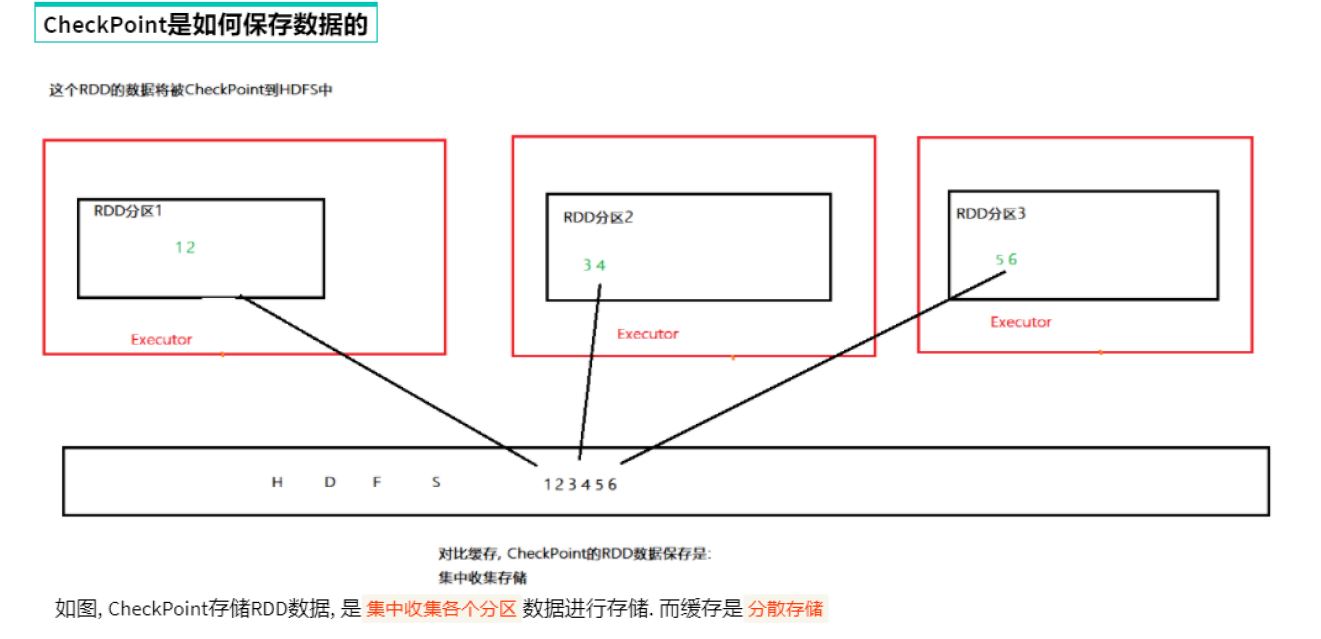 CheckPoint是如何保存数据的
这个RDD的数据将被CheckPoint到HDFS中
RDD分区1
1 2
Executor
RDD分区2
3 4
Executor
RDD分区3
5 6
Executor
H D F S 1 2 3 4 5 6
对比缓存, CheckPoint的RDD数据保存是:
集中收集存储
如图, CheckPoint存储RDD数据, 是 集中收集各个分区 数据进行存储. 而缓存是 分散存储